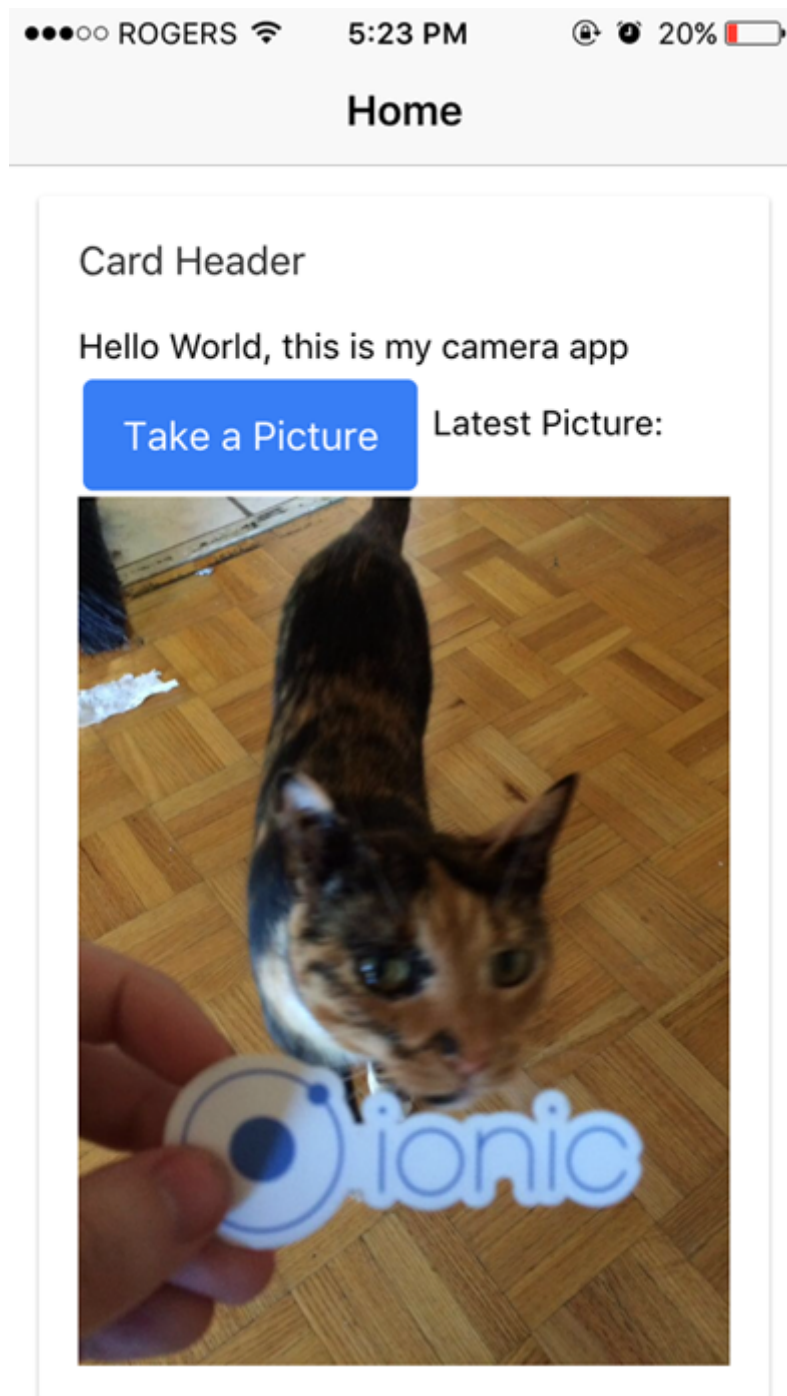 ROGERS 5:23 PM 20%
Home
Card Header
Hello World, this is my camera app
Take a Picture
Latest Picture:
ionic